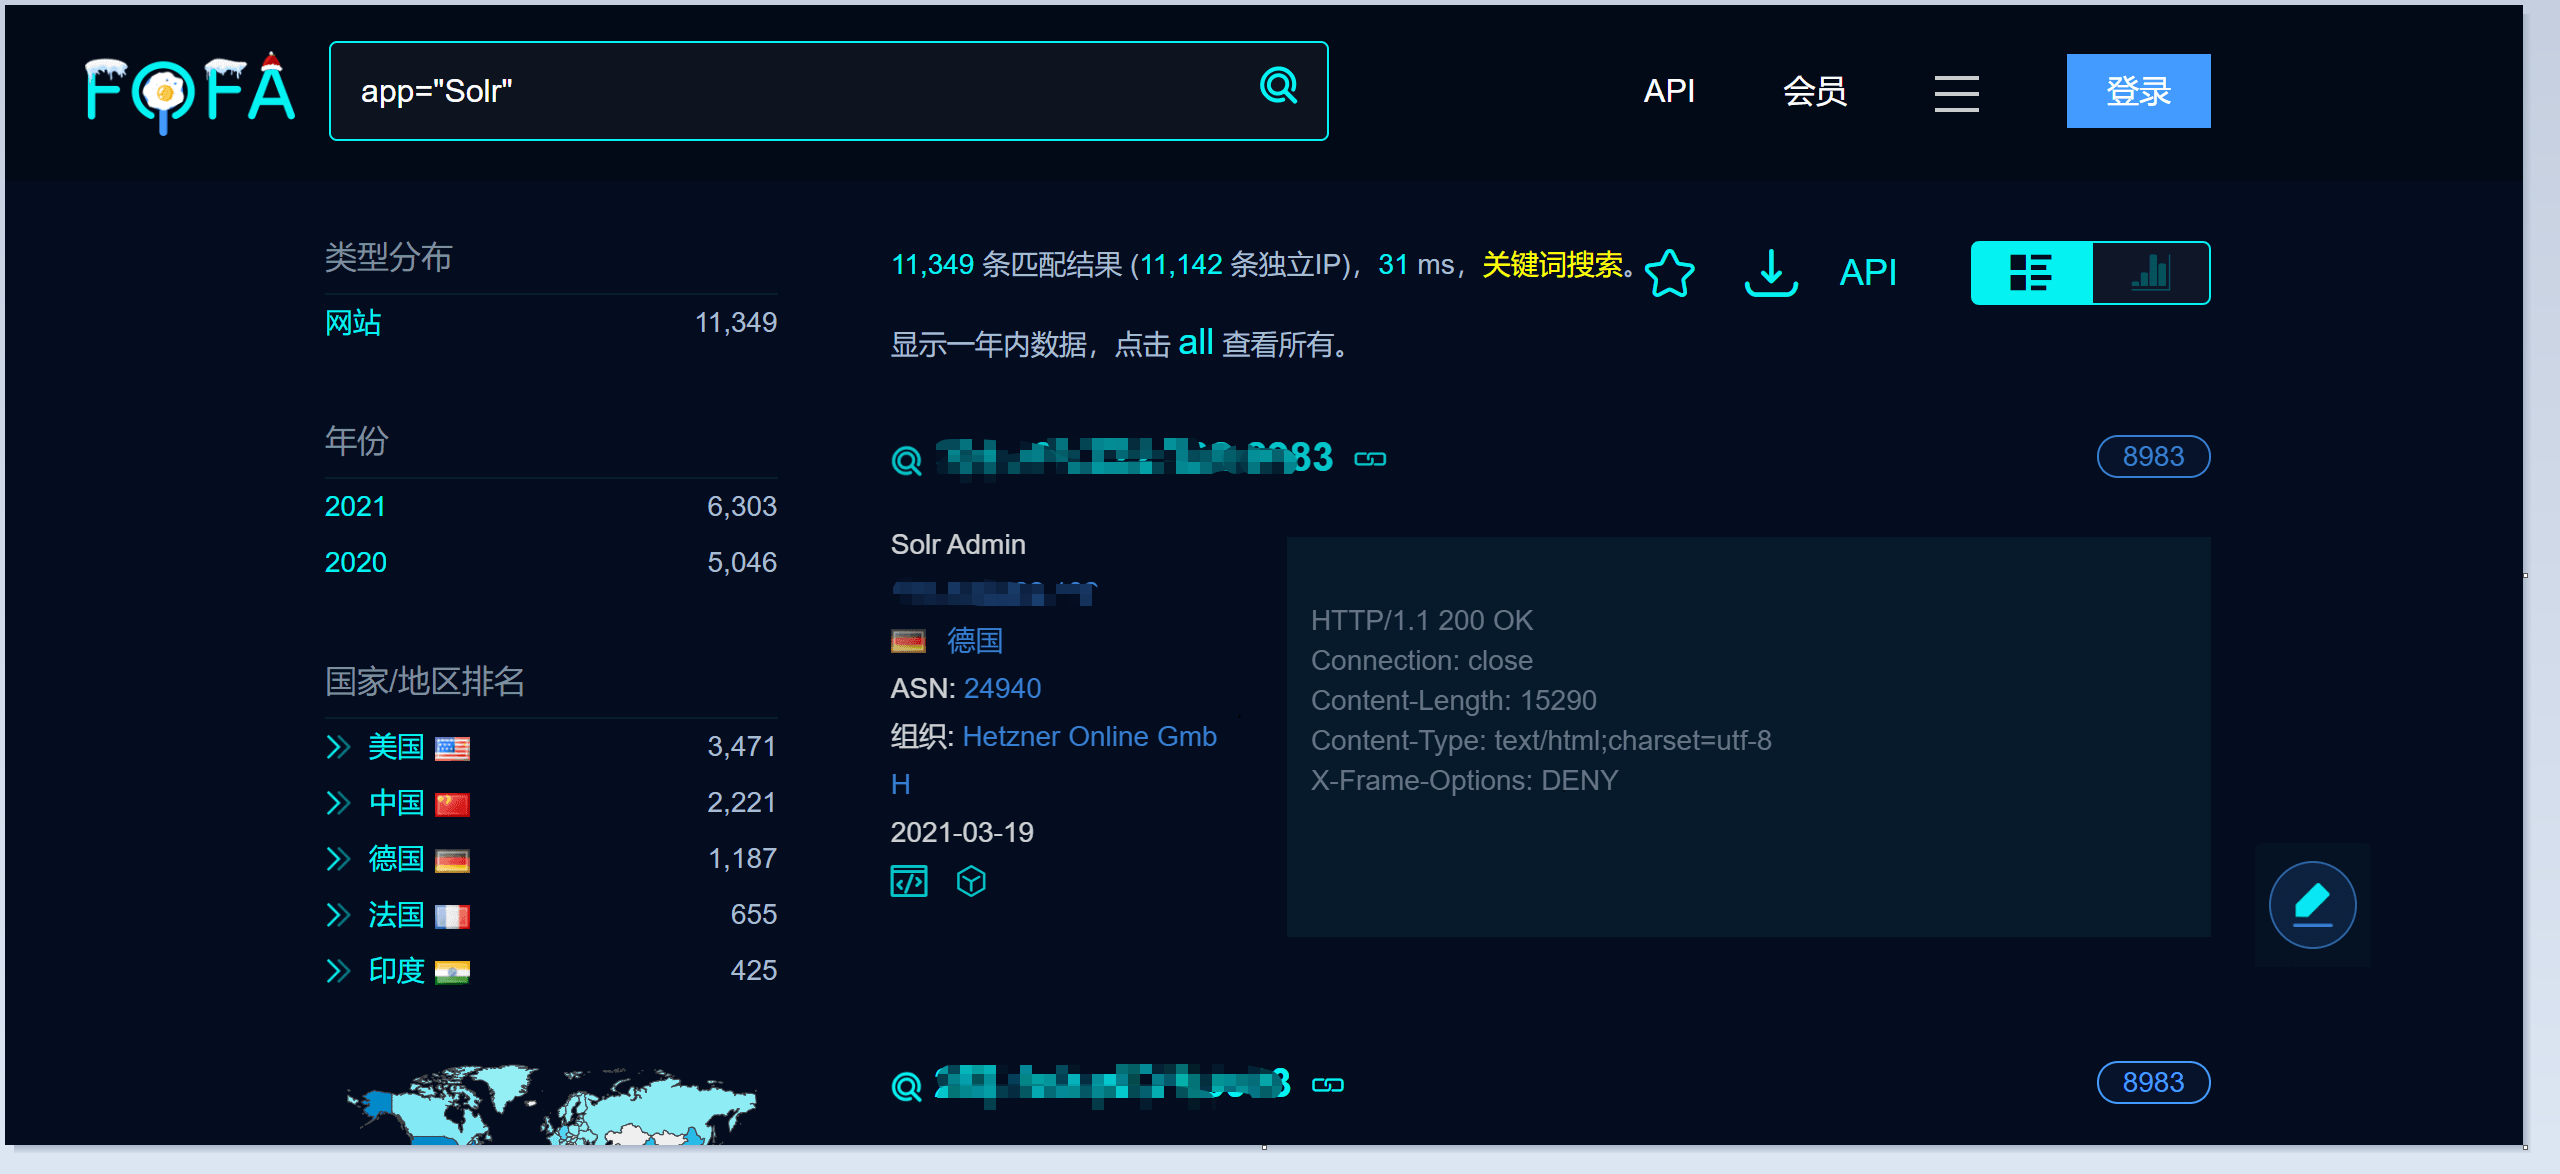 FOFA
app="Solr"
API
会员
登录
类型分布
网站 11,349
年份
2021 6,303
2020 5,046
国家/地区排名
美国 3,471
中国 2,221
德国 1,187
法国 655
印度 425
11,349 条匹配结果 (11,142 条独立IP)，31 ms，关键词搜索。
API
显示一年内数据，点击 all 查看所有。
8983
Solr Admin
德国
ASN: 24940
组织: Hetzner Online Gmb
H
2021-03-19
HTTP/1.1 200 OK
Connection: close
Content-Length: 15290
Content-Type: text/html;charset=utf-8
X-Frame-Options: DENY
8983